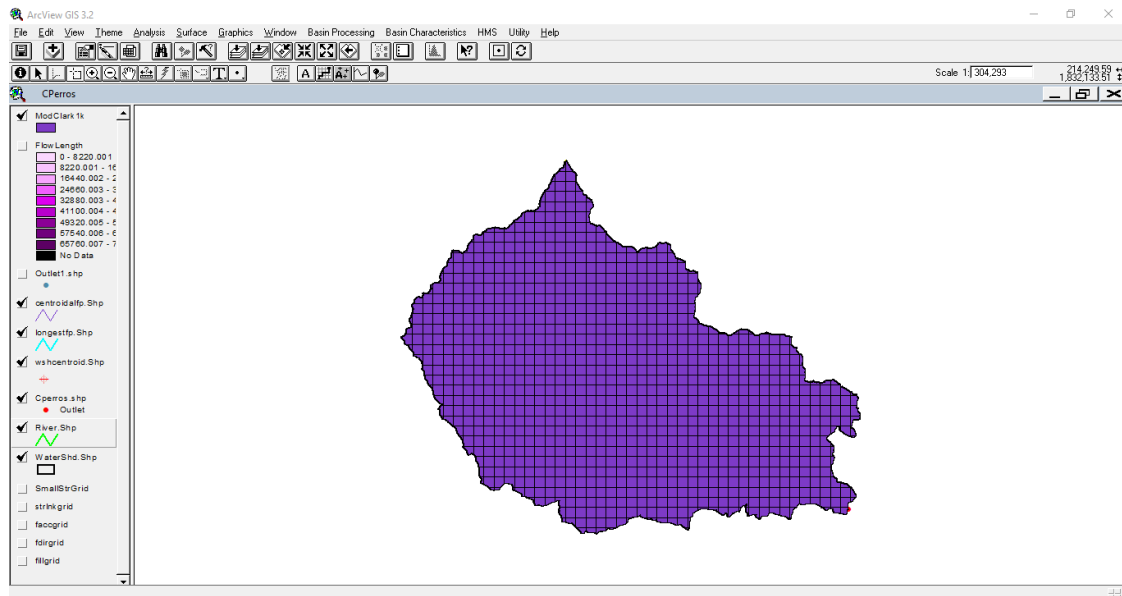 ArcView GIS 3.2
File Edit View Theme Analysis Surface Graphics Window Basin Processing Basin Characteristics HMS Utility Help
Scale 1: 304,293
214,249.59
1,832,133.51
CPerros
ModClark1k
FlowLength
0 - 8220.001
8220.001 - 16
16440.002 - 2
24660.003 - 3
32880.003 - 4
41100.004 - 4
49320.005 - 5
57540.006 - 6
65760.007 - 7
No Data
Outlet1.shp
centroidalfp.Shp
longestfp.Shp
wshcentroid.Shp
Cperros.shp
Outlet
River.Shp
WaterShd.Shp
SmallStrGrid
strlnkgrid
faccgrid
fdirgrid
fillgrid